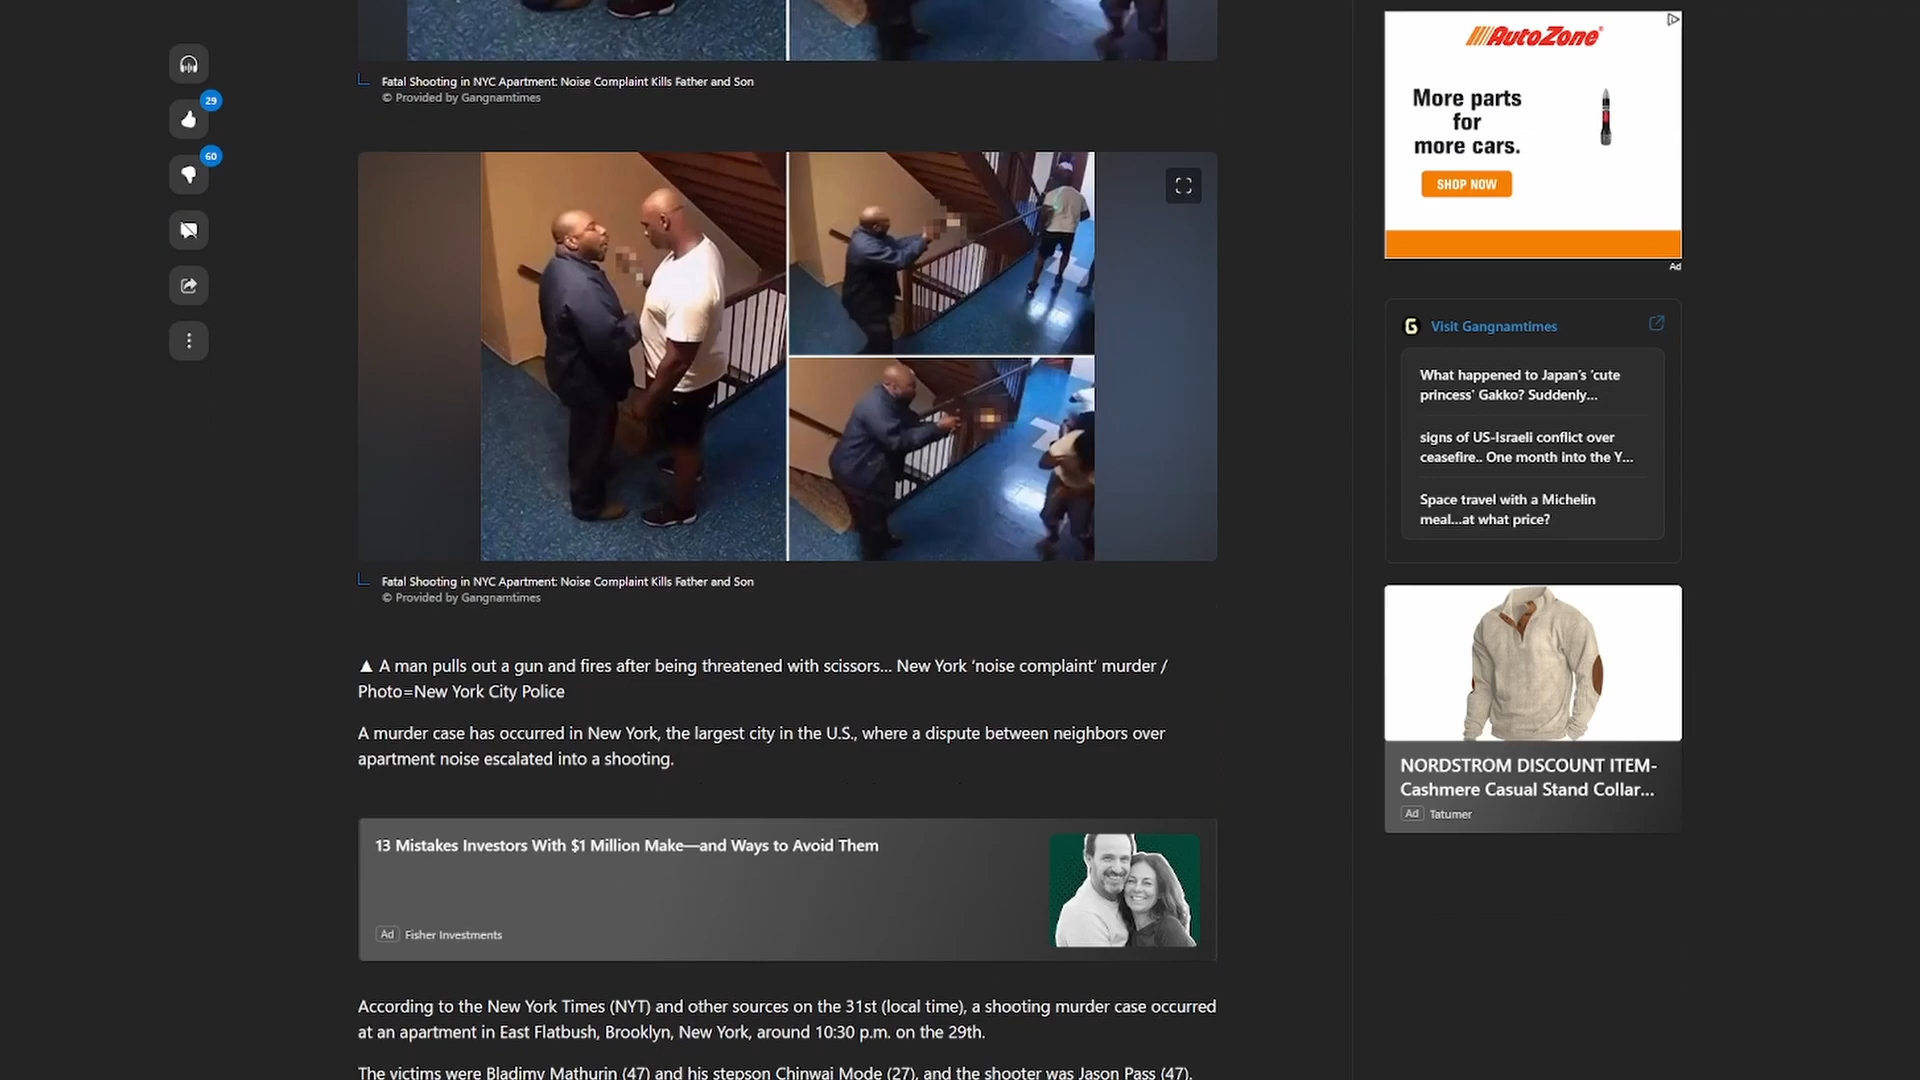 Fatal Shooting in NYC Apartment: Noise Complaint Kills Father and Son
© Provided by Gangnamtimes
29
60
Fatal Shooting in NYC Apartment: Noise Complaint Kills Father and Son
© Provided by Gangnamtimes
▲ A man pulls out a gun and fires after being threatened with scissors... New York ‘noise complaint’ murder /
Photo=New York City Police
A murder case has occurred in New York, the largest city in the U.S., where a dispute between neighbors over
apartment noise escalated into a shooting.
13 Mistakes Investors With $1 Million Make—and Ways to Avoid Them
Ad Fisher Investments
According to the New York Times (NYT) and other sources on the 31st (local time), a shooting murder case occurred
at an apartment in East Flatbush, Brooklyn, New York, around 10:30 p.m. on the 29th.
The victims were Bladimy Mathurin (47) and his stepson Chinwai Mode (27), and the shooter was Jason Pass (47).
AutoZone
More parts
for
more cars.
SHOP NOW
Ad
G Visit Gangnamtimes
What happened to Japan’s ‘cute
princess’ Gakko? Suddenly...
signs of US-Israeli conflict over
ceasefire.. One month into the Y...
Space travel with a Michelin
meal...at what price?
NORDSTROM DISCOUNT ITEM-
Cashmere Casual Stand Collar...
Ad Tatumer